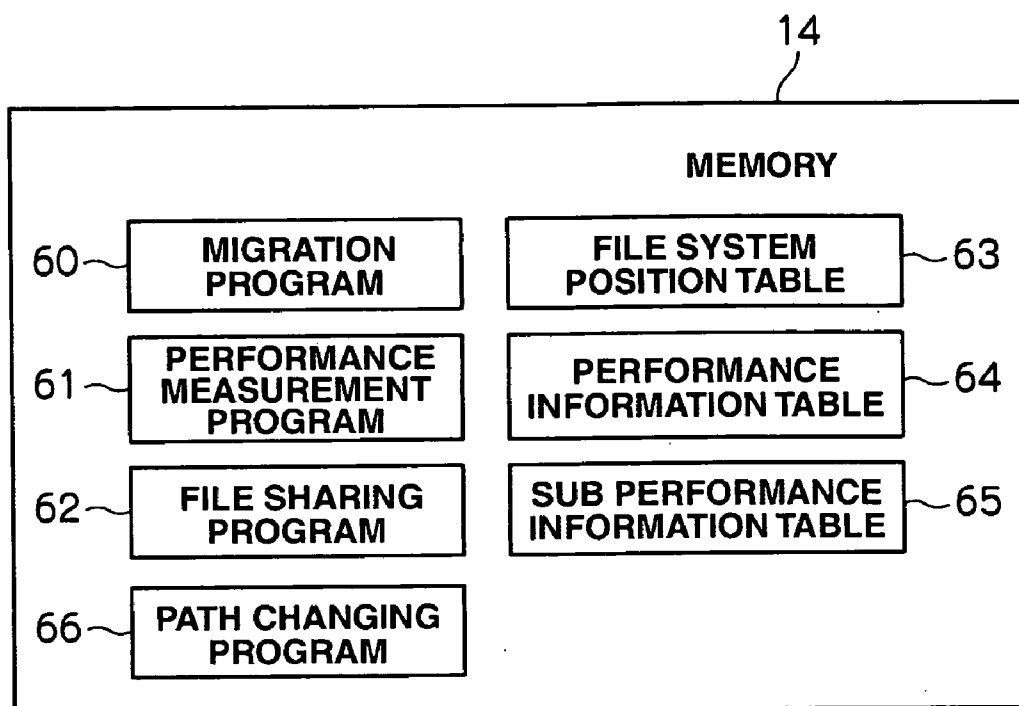 14
MEMORY
60
MIGRATION
PROGRAM
FILE SYSTEM
POSITION TABLE
63
61
PERFORMANCE
MEASUREMENT
PROGRAM
PERFORMANCE
INFORMATION TABLE
64
62
FILE SHARING
PROGRAM
SUB PERFORMANCE
INFORMATION TABLE
65
66
PATH CHANGING
PROGRAM